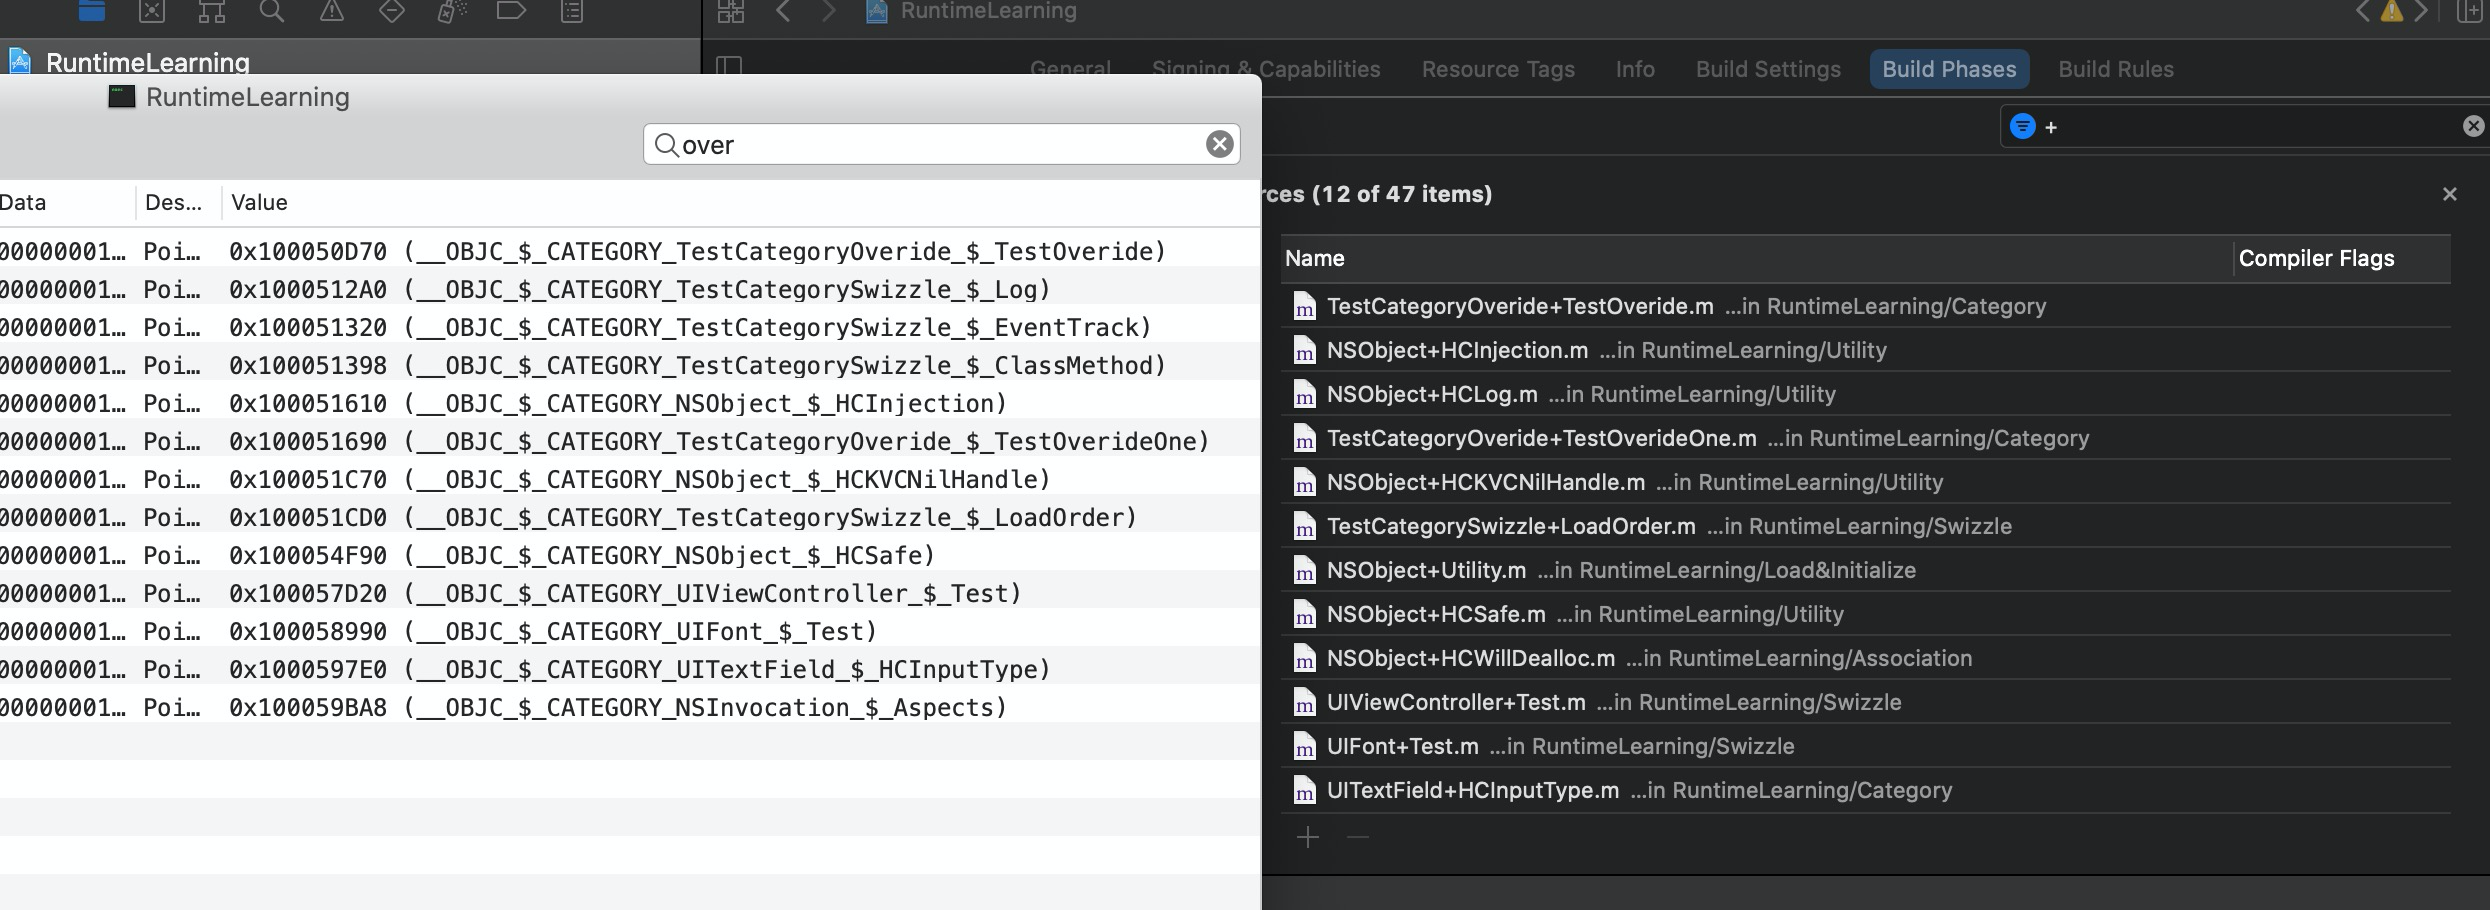 RuntimeLearning
RuntimeLearning
General Signing & Capabilities Resource Tags Info Build Settings Build Phases Build Rules
RuntimeLearning
over
+
rces (12 of 47 items)
Data Des... Value
Name Compiler Flags
00000001... Poi... 0x100050D70 (__OBJC_$_CATEGORY_TestCategoryOveride_$_TestOveride)
00000001... Poi... 0x1000512A0 (__OBJC_$_CATEGORY_TestCategorySwizzle_$_Log)
00000001... Poi... 0x100051320 (__OBJC_$_CATEGORY_TestCategorySwizzle_$_EventTrack)
00000001... Poi... 0x100051398 (__OBJC_$_CATEGORY_TestCategorySwizzle_$_ClassMethod)
00000001... Poi... 0x100051610 (__OBJC_$_CATEGORY_NSObject_$_HCInjection)
00000001... Poi... 0x100051690 (__OBJC_$_CATEGORY_TestCategoryOveride_$_TestOverideOne)
00000001... Poi... 0x100051C70 (__OBJC_$_CATEGORY_NSObject_$_HCKVCNilHandle)
00000001... Poi... 0x100051CD0 (__OBJC_$_CATEGORY_TestCategorySwizzle_$_LoadOrder)
00000001... Poi... 0x100054F90 (__OBJC_$_CATEGORY_NSObject_$_HCSafe)
00000001... Poi... 0x100057D20 (__OBJC_$_CATEGORY_UIViewController_$_Test)
00000001... Poi... 0x100058990 (__OBJC_$_CATEGORY_UIFont_$_Test)
00000001... Poi... 0x1000597E0 (__OBJC_$_CATEGORY_UITextField_$_HCInputType)
00000001... Poi... 0x100059BA8 (__OBJC_$_CATEGORY_NSInvocation_$_Aspects)
m TestCategoryOveride+TestOveride.m ...in RuntimeLearning/Category
m NSObject+HCInjection.m ...in RuntimeLearning/Utility
m NSObject+HCLog.m ...in RuntimeLearning/Utility
m TestCategoryOveride+TestOverideOne.m ...in RuntimeLearning/Category
m NSObject+HCKVCNilHandle.m ...in RuntimeLearning/Utility
m TestCategorySwizzle+LoadOrder.m ...in RuntimeLearning/Swizzle
m NSObject+Utility.m ...in RuntimeLearning/Load&Initialize
m NSObject+HCSafe.m ...in RuntimeLearning/Utility
m NSObject+HCWillDealloc.m ...in RuntimeLearning/Association
m UIViewController+Test.m ...in RuntimeLearning/Swizzle
m UIFont+Test.m ...in RuntimeLearning/Swizzle
m UITextField+HCInputType.m ...in RuntimeLearning/Category